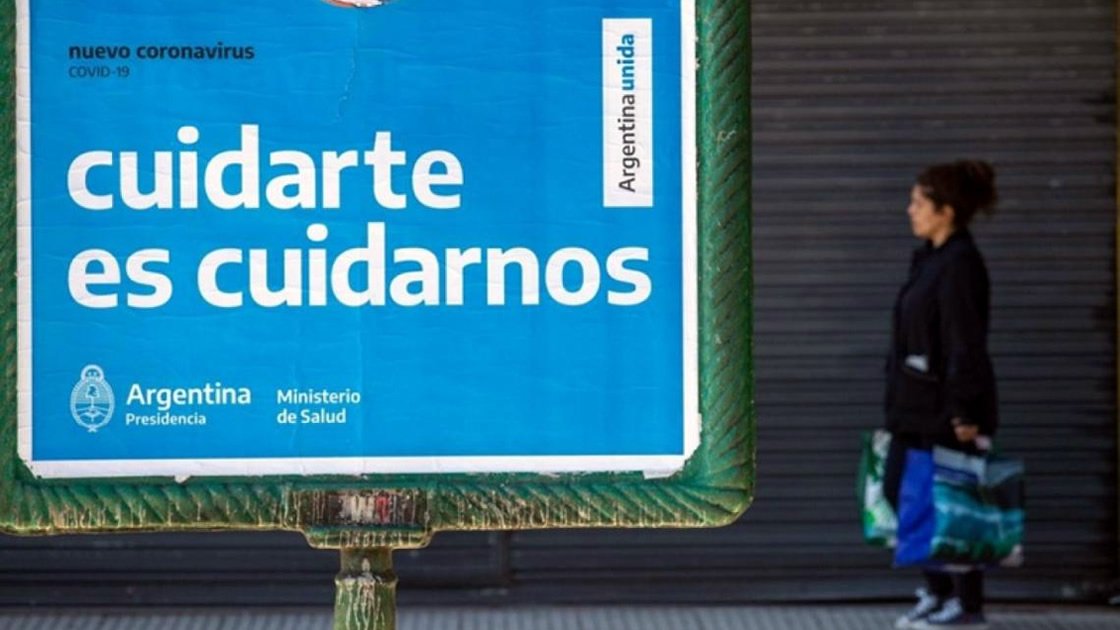 nuevo coronavirus
COVID-19
Argentina unida
cuidarte
es cuidarnos
Argentina
Presidencia
Ministerio
de Salud